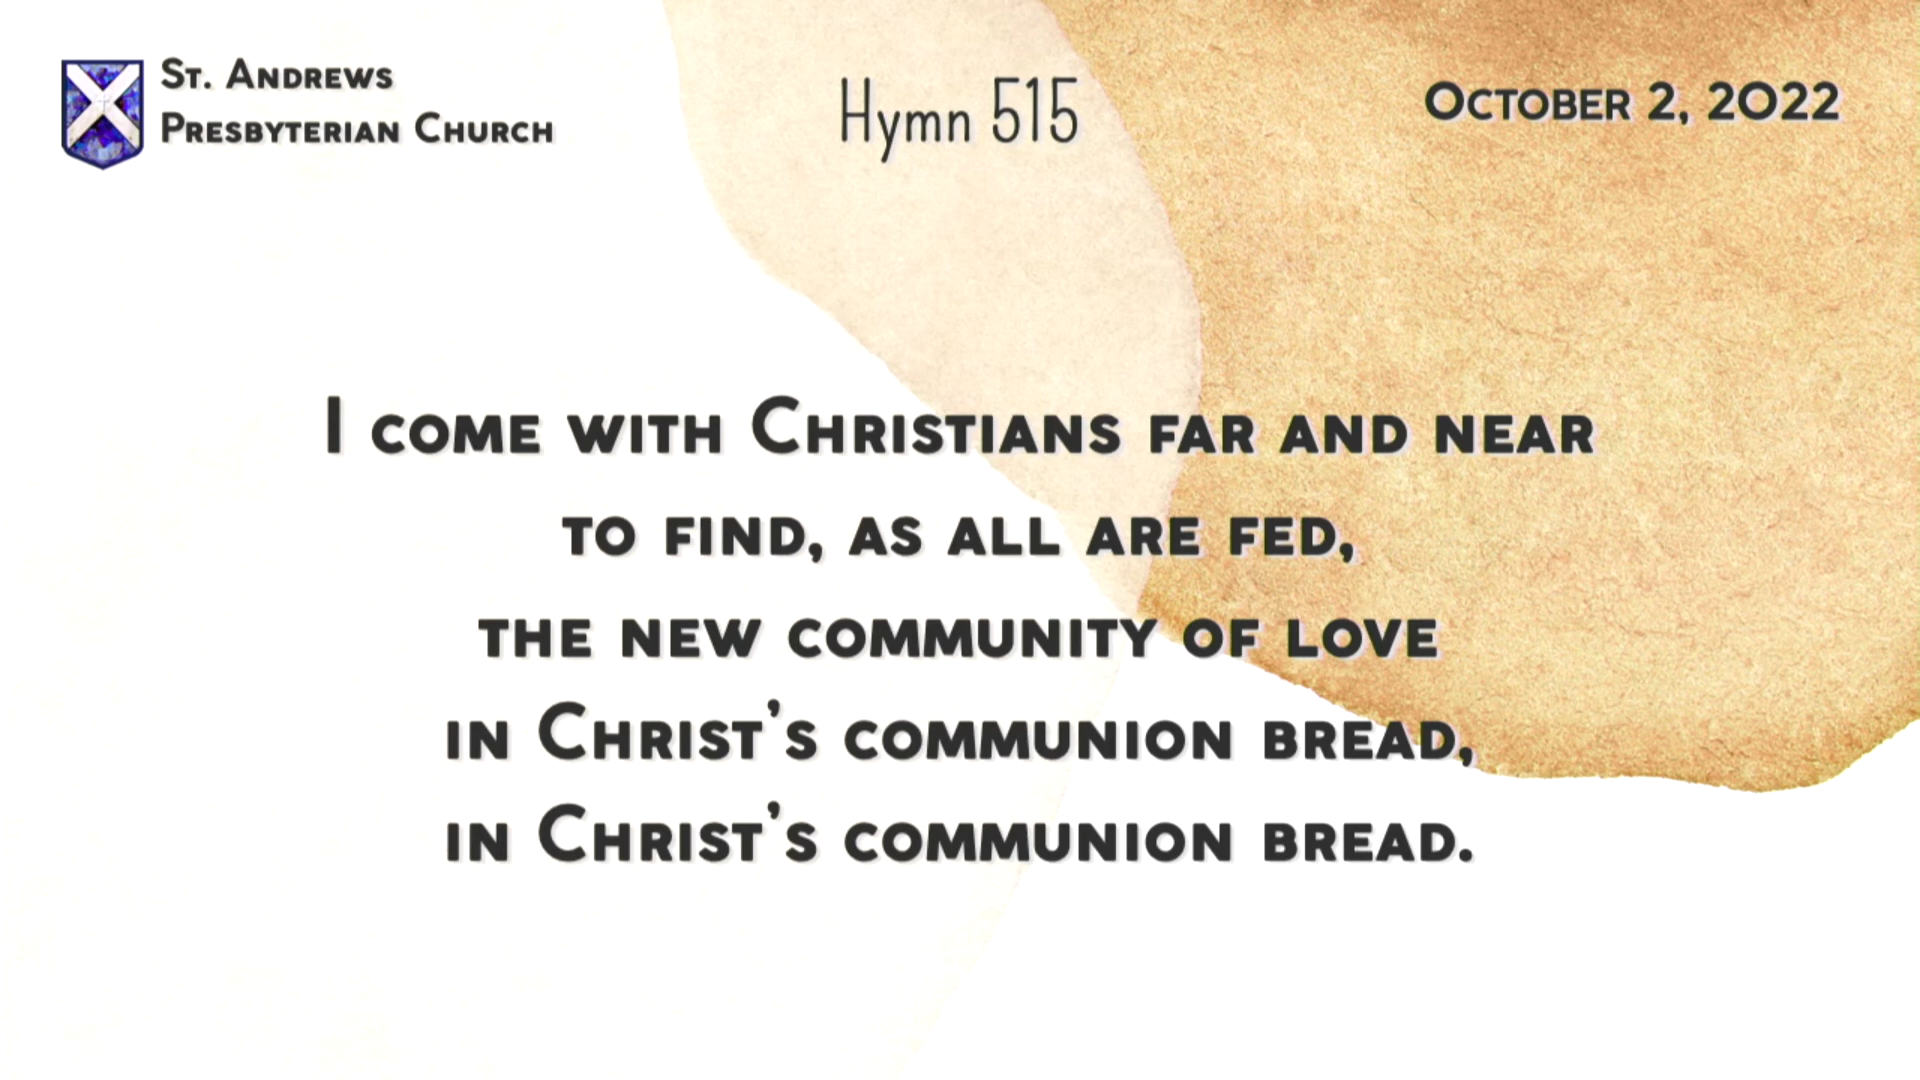 St. Andrews
Presbyterian Church
Hymn 515
October 2, 2022
I come with Christians far and near
to find, as all are fed,
the new community of love
in Christ's communion bread,
in Christ's communion bread.